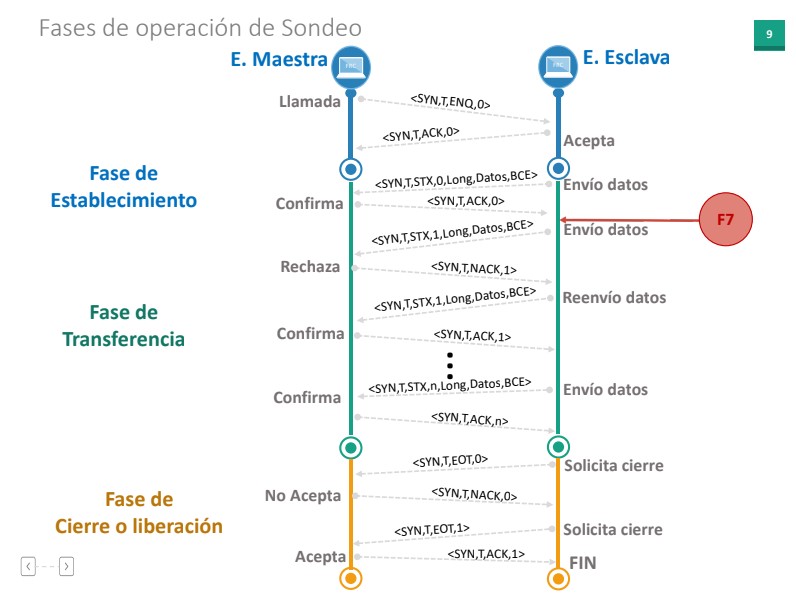 Fases de operación de Sondeo
9
E. Maestra
E. Esclava
Llamada
<SYN,T,ENQ,0>
<SYN,T,ACK,0>
Acepta
Fase de
Establecimiento
<SYN,T,STX,0,Long,Datos,BCE>
Envío datos
Confirma
<SYN,T,ACK,0>
F7
<SYN,T,STX,1,Long,Datos,BCE>
Envío datos
Rechaza
<SYN,T,NACK,1>
<SYN,T,STX,1,Long,Datos,BCE>
Reenvío datos
Fase de
Transferencia
Confirma
<SYN,T,ACK,1>
<SYN,T,STX,n,Long,Datos,BCE>
Envío datos
Confirma
<SYN,T,ACK,n>
<SYN,T,EOT,0>
Solicita cierre
Fase de
Cierre o liberación
No Acepta
<SYN,T,NACK,0>
<SYN,T,EOT,1>
Solicita cierre
Acepta
<SYN,T,ACK,1>
FIN